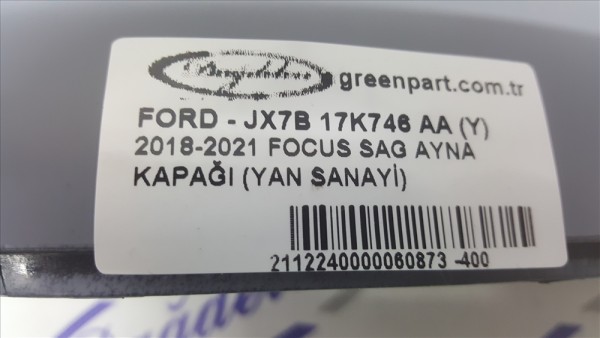 greenpart.com.tr
FORD - JX7B 17K746 AA (Y)
2018-2021 FOCUS SAG AYNA
KAPAĞI (YAN SANAYİ)
2112240000060873 -400